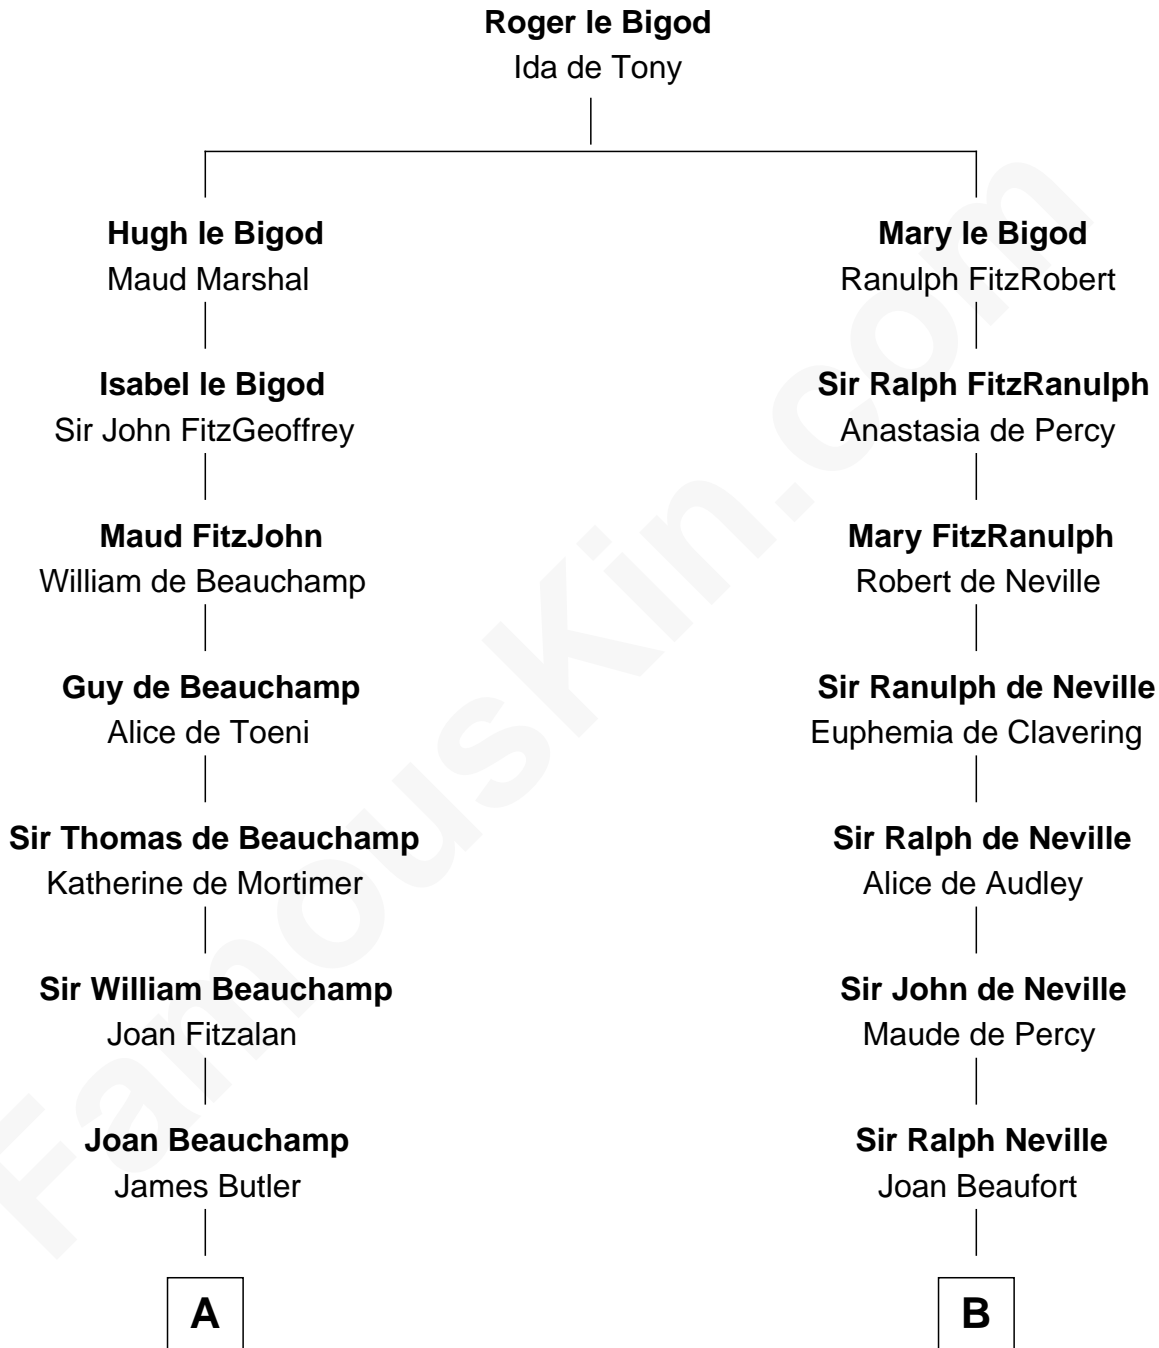 Roger le Bigod
Ida de Tony
Hugh le Bigod
Maud Marshal
Mary le Bigod
Ranulph FitzRobert
Isabel le Bigod
Sir John FitzGeoffrey
Sir Ralph FitzRanulph
Anastasia de Percy
Maud FitzJohn
William de Beauchamp
Mary FitzRanulph
Robert de Neville
Guy de Beauchamp
Alice de Toeni
Sir Ranulph de Neville
Euphemia de Clavering
Sir Thomas de Beauchamp
Katherine de Mortimer
Sir Ralph de Neville
Alice de Audley
Sir William Beauchamp
Joan Fitzalan
Sir John de Neville
Maude de Percy
Joan Beauchamp
James Butler
Sir Ralph Neville
Joan Beaufort
A
B
FamousKin.com